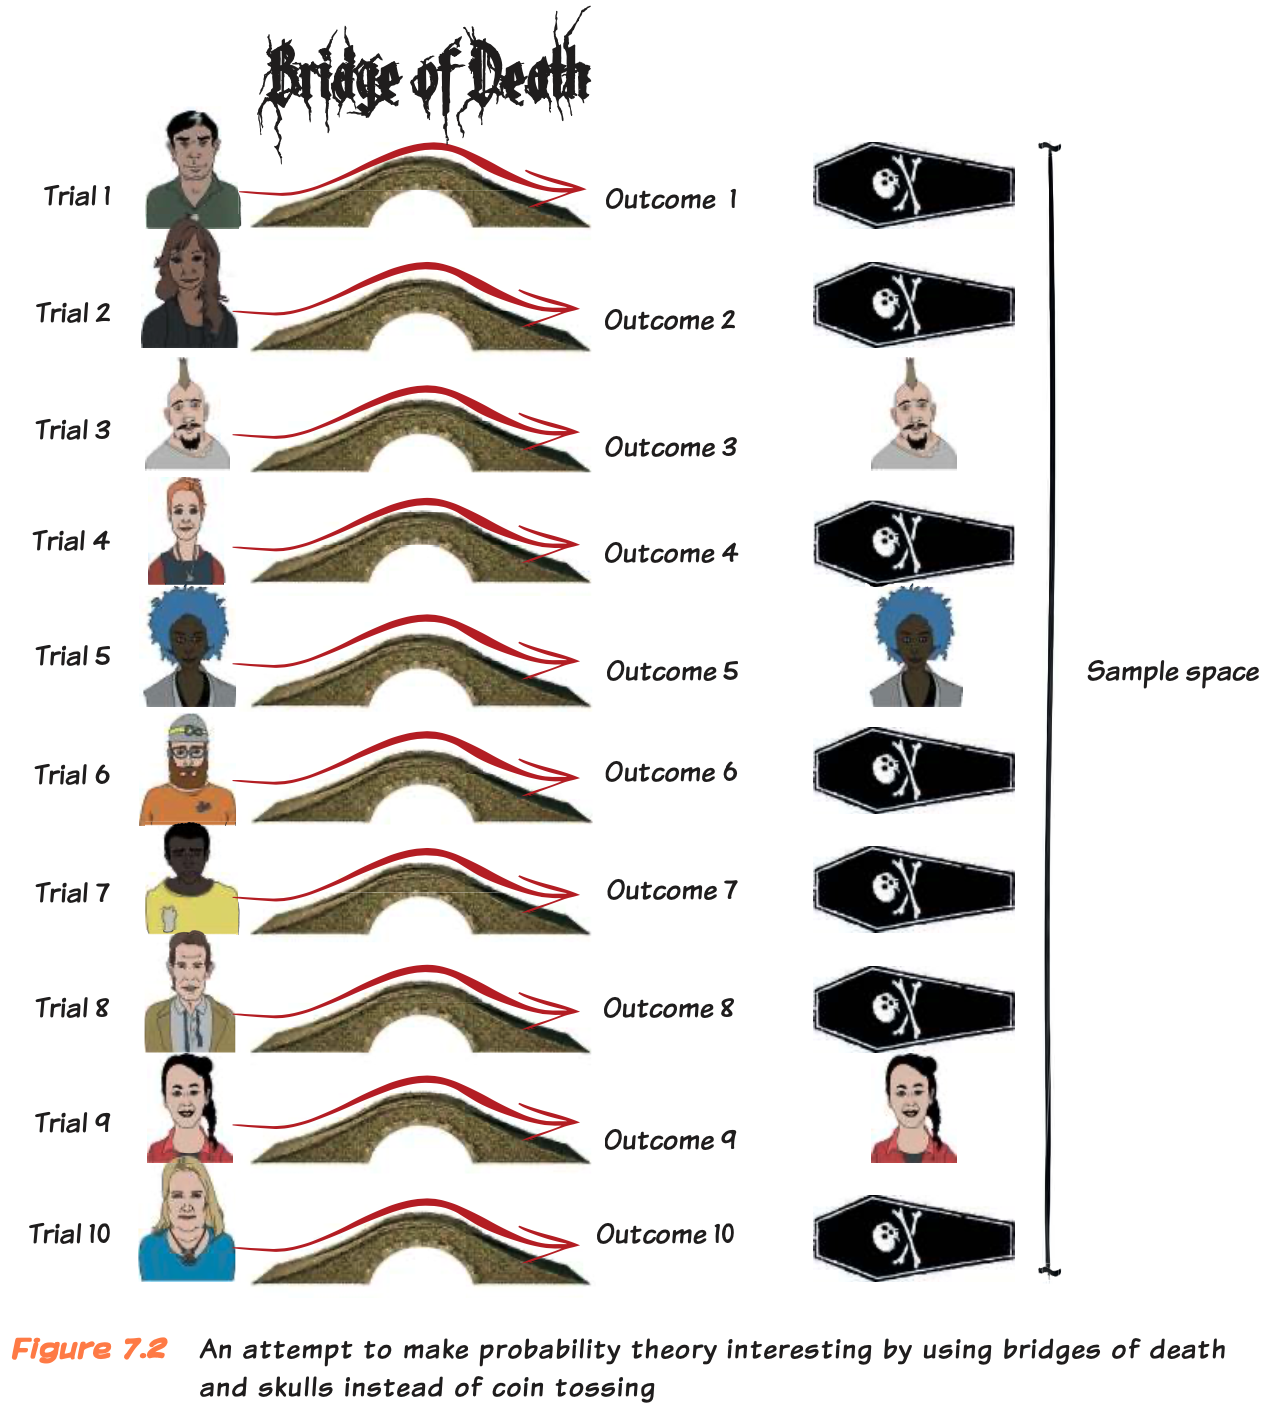 Bridge of Death
Trial 1
Outcome 1
Trial 2
Outcome 2
Trial 3
Outcome 3
Trial 4
Outcome 4
Trial 5
Outcome 5
Sample space
Trial 6
Outcome 6
Trial 7
Outcome 7
Trial 8
Outcome 8
Trial 9
Outcome 9
Trial 10
Outcome 10
Figure 7.2 An attempt to make probability theory interesting by using bridges of death
and skulls instead of coin tossing